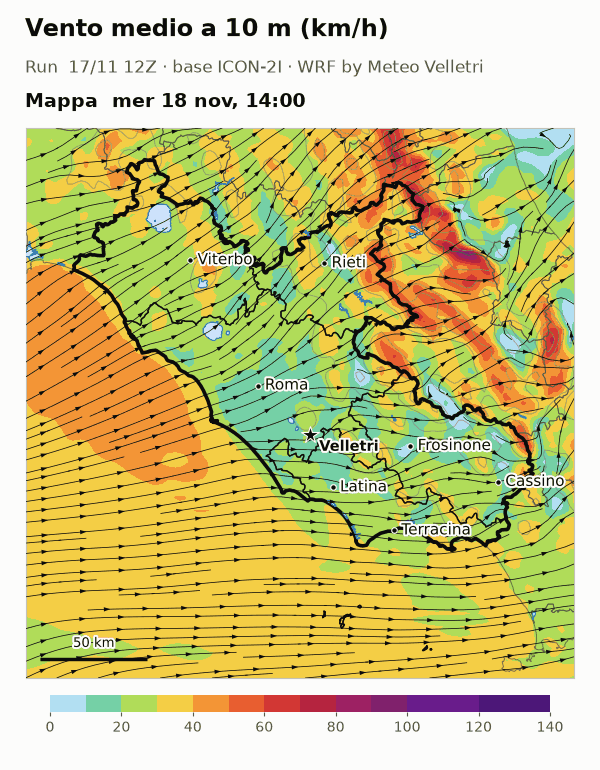 Vento medio a 10 m (km/h)
Run  17/11 12Z · base ICON-2I · WRF by Meteo Velletri
Mappa  mer 18 nov, 14:00
Viterbo
Rieti
Roma
Velletri
Frosinone
Cassino
Latina
Terracina
50 km
0 20 40 60 80 100 120 140